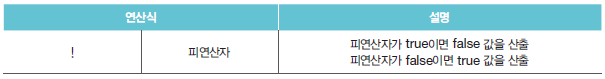 연산식 설명
! 피연산자 피연산자가 true이면 false 값을 산출
피연산자가 false이면 true 값을 산출